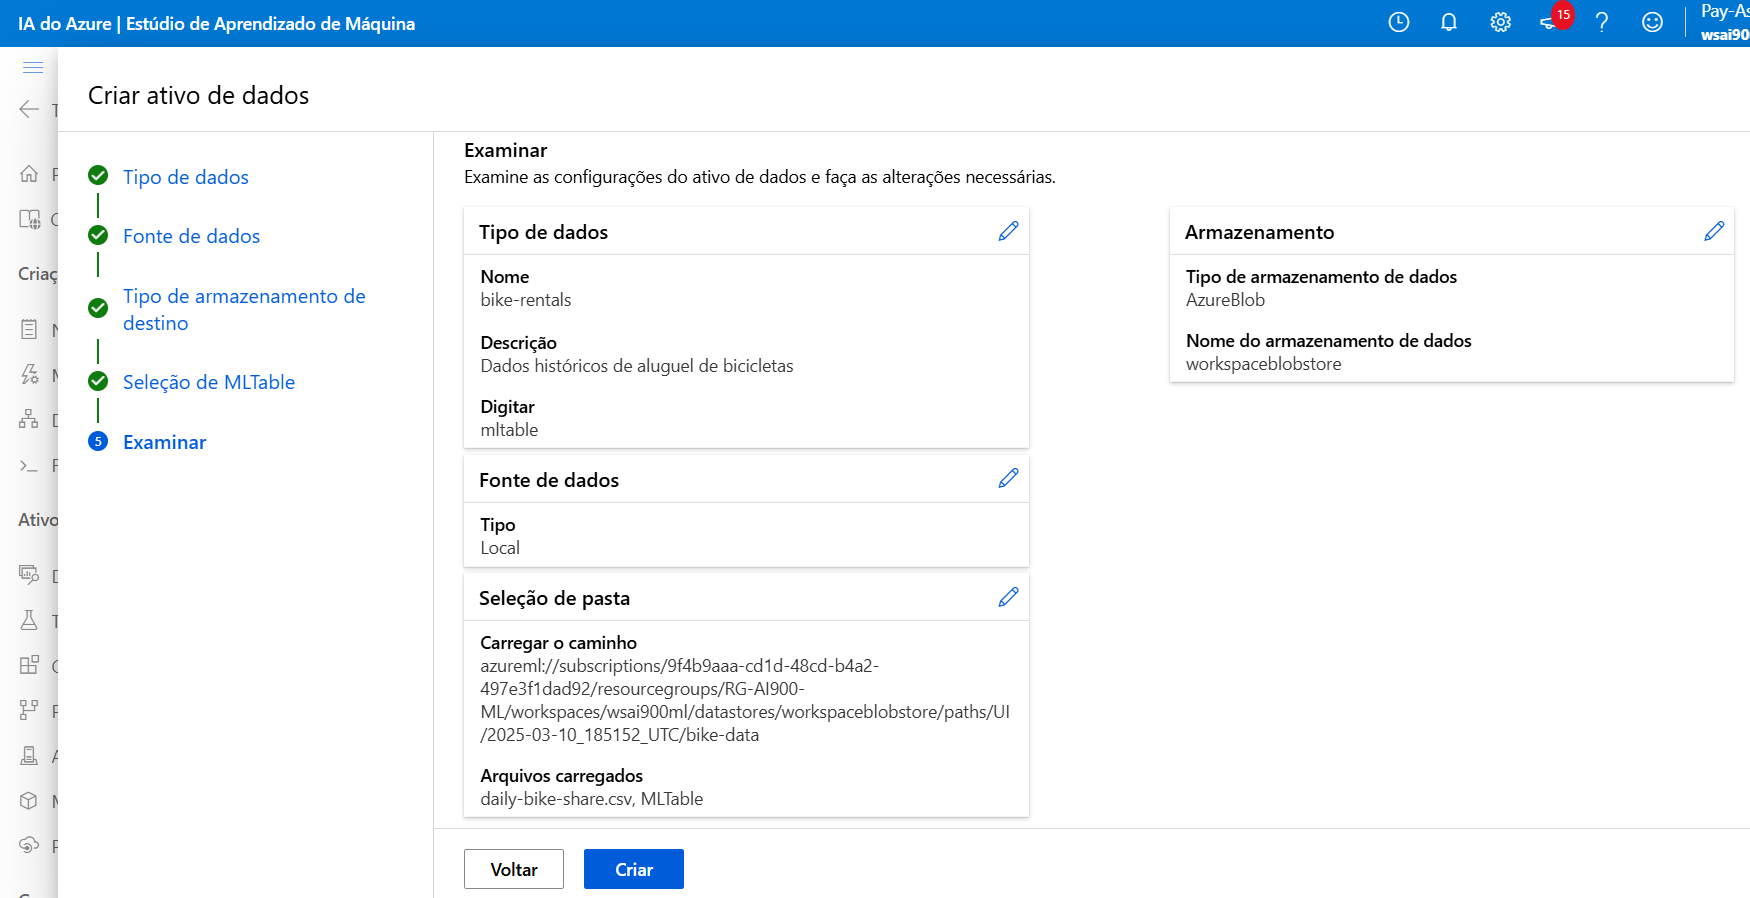 IA do Azure | Estúdio de Aprendizado de Máquina
15
Pay-As
wsai90
Criar ativo de dados
Tipo de dados
Fonte de dados
Tipo de armazenamento de
destino
Seleção de MLTable
5
Examinar
Criaç
Ativo
Examinar
Examine as configurações do ativo de dados e faça as alterações necessárias.
Tipo de dados
Nome
bike-rentals
Descrição
Dados históricos de aluguel de bicicletas
Digitar
mltable
Fonte de dados
Tipo
Local
Seleção de pasta
Carregar o caminho
azureml://subscriptions/9f4b9aaa-cd1d-48cd-b4a2-
497e3f1dad92/resourcegroups/RG-AI900-
ML/workspaces/wsai900ml/datastores/workspaceblobstore/paths/UI
/2025-03-10_185152_UTC/bike-data
Arquivos carregados
daily-bike-share.csv, MLTable
Armazenamento
Tipo de armazenamento de dados
AzureBlob
Nome do armazenamento de dados
workspaceblobstore
Voltar
Criar